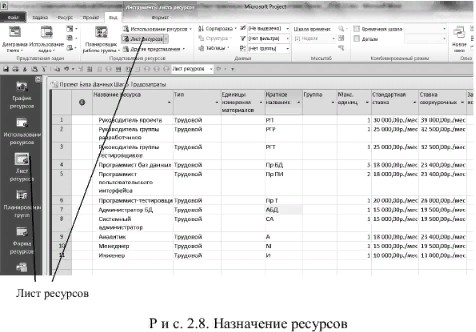 Инструменты листа ресурсов
Microsoft Project
Файл Задача Ресурс Проект Вид Формат
Диаграмма Ганта
Использование задач
Планировщик работы группы
Использование ресурсов
Лист ресурсов
Другие представления
Сортировка
Структура
Таблицы
[Не выделено]
[Нет фильтра]
[Нет группы]
Шкала времени
Временная шкала
Детали
Новое окно
Представления задач
Представления ресурсов
Данные
Масштаб
Комбинированный режим
Лист ресурсов
Название ресурса Тип Единицы измерения материалов Краткое название Группа Макс. единиц Стандартная ставка Ставка сверхурочных
1 Руководитель проекта Трудовой РП 1 30 000,00р./мес 39 000,00р./мес
2 Руководитель группы разработчиков Трудовой РГР 1 25 000,00р./мес 32 500,00р./мес
3 Руководитель группы тестировщиков Трудовой РГТ 1 25 000,00р./мес 32 500,00р./мес
4 Программист баз данных Трудовой Пр БД 3 18 000,00р./мес 23 400,00р./мес
5 Программист пользовательского интерфейса Трудовой Пр ПИ 2 18 000,00р./мес 23 400,00р./мес
6 Программист-тестировщик Трудовой Пр Т 1 20 000,00р./мес 26 000,00р./мес
7 Администратор БД Трудовой АБД 1 15 000,00р./мес 19 500,00р./мес
8 Системный администратор Трудовой СА 1 15 000,00р./мес 19 500,00р./мес
9 Аналитик Трудовой А 1 18 000,00р./мес 23 400,00р./мес
10 Менеджер Трудовой М 1 15 000,00р./мес 19 500,00р./мес
11 Инженер Трудовой И 1 10 000,00р./мес 13 000,00р./мес
График ресурсов
Использование ресурсов
Лист ресурсов
Планирование групп
Форма ресурсов
Лист ресурсов
Р и с. 2.8. Назначение ресурсов